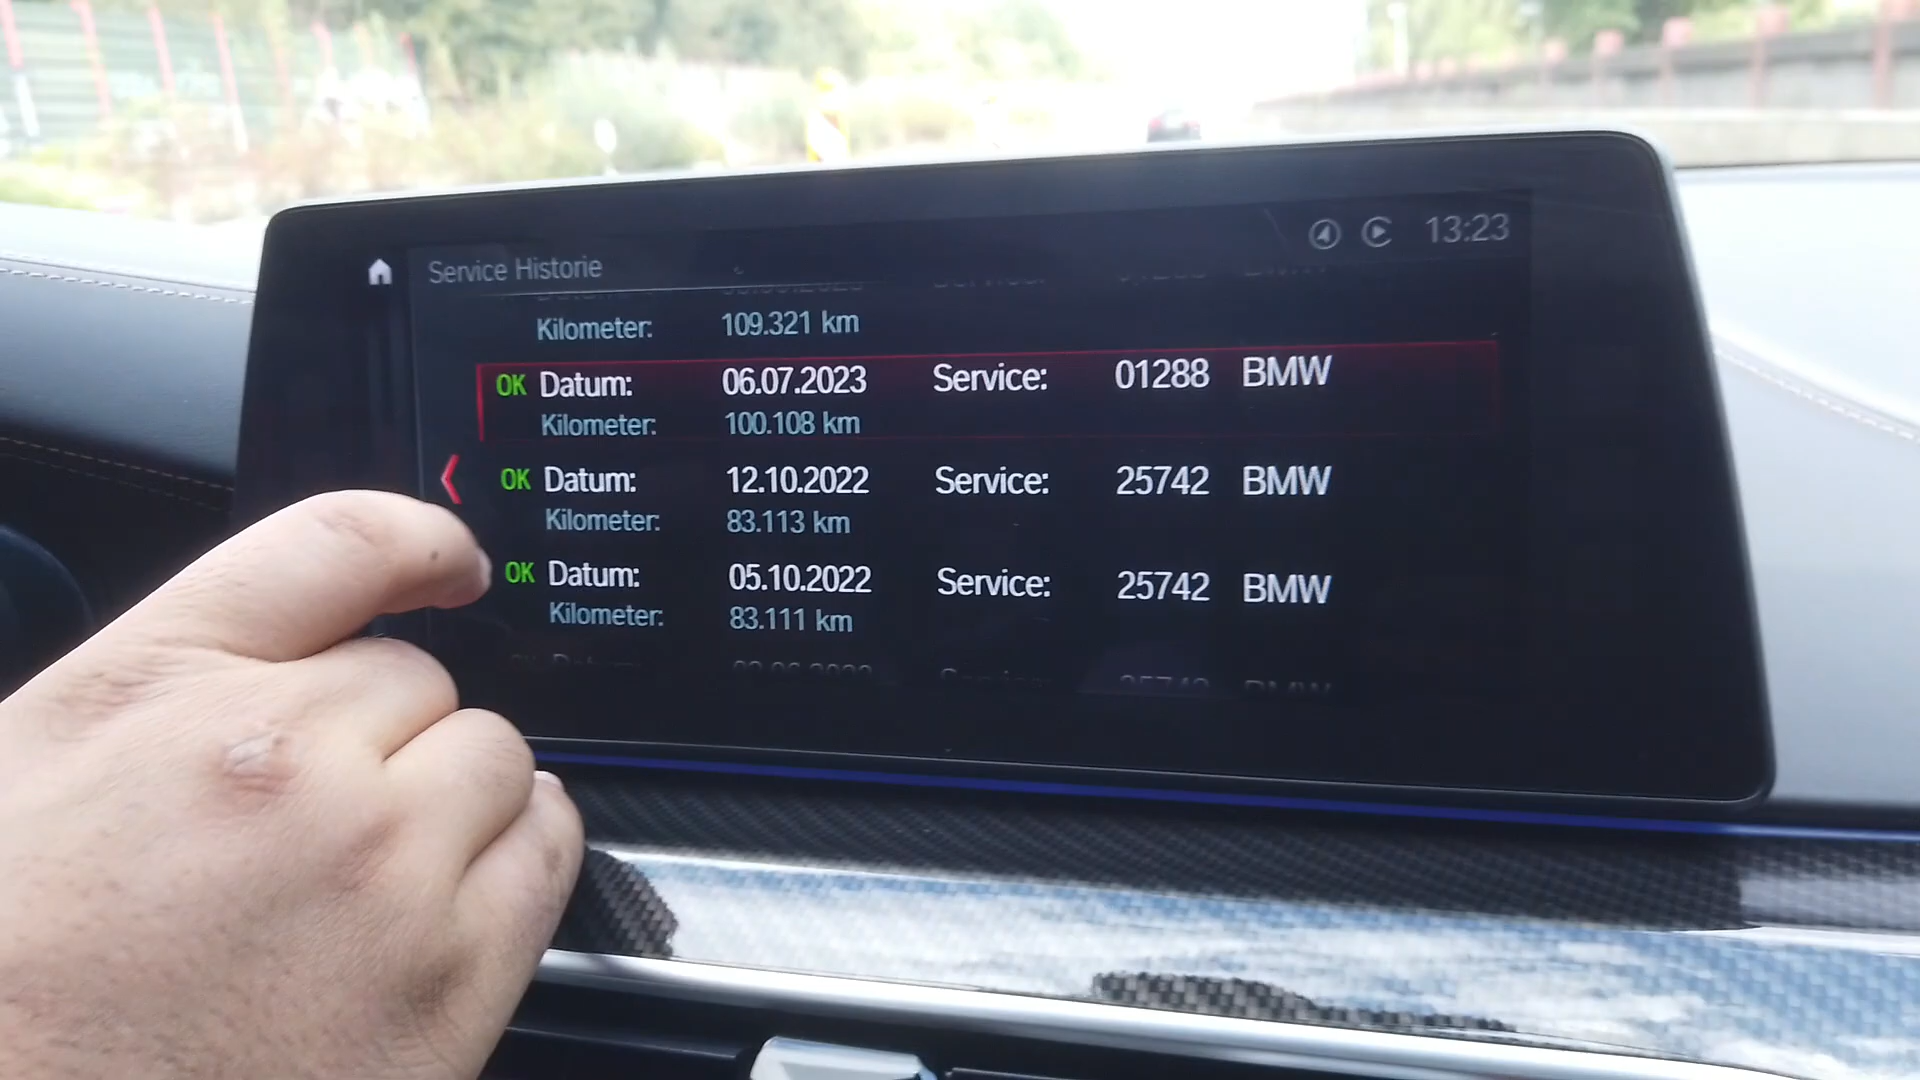 13:23
Service Historie
Kilometer: 109.321 km
OK Datum: 06.07.2023 Service: 01288 BMW
Kilometer: 100.108 km
OK Datum: 12.10.2022 Service: 25742 BMW
Kilometer: 83.113 km
OK Datum: 05.10.2022 Service: 25742 BMW
Kilometer: 83.111 km